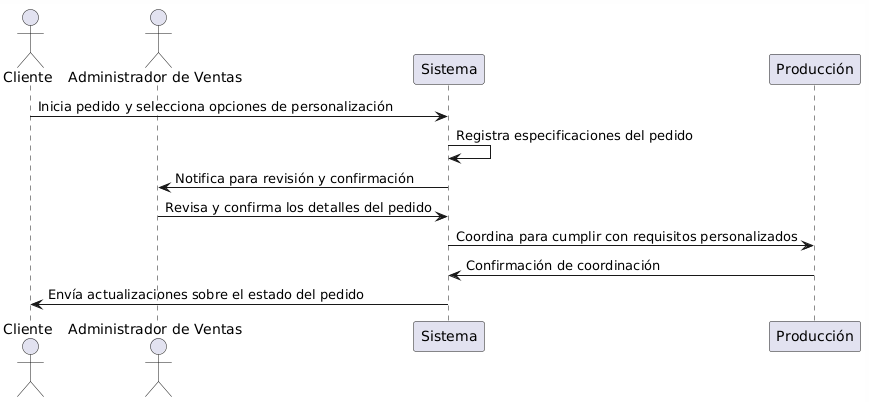 Cliente
Administrador de Ventas
Sistema
Producción
Inicia pedido y selecciona opciones de personalización
Registra especificaciones del pedido
Notifica para revisión y confirmación
Revisa y confirma los detalles del pedido
Coordina para cumplir con requisitos personalizados
Confirmación de coordinación
Envía actualizaciones sobre el estado del pedido
Cliente
Administrador de Ventas
Sistema
Producción